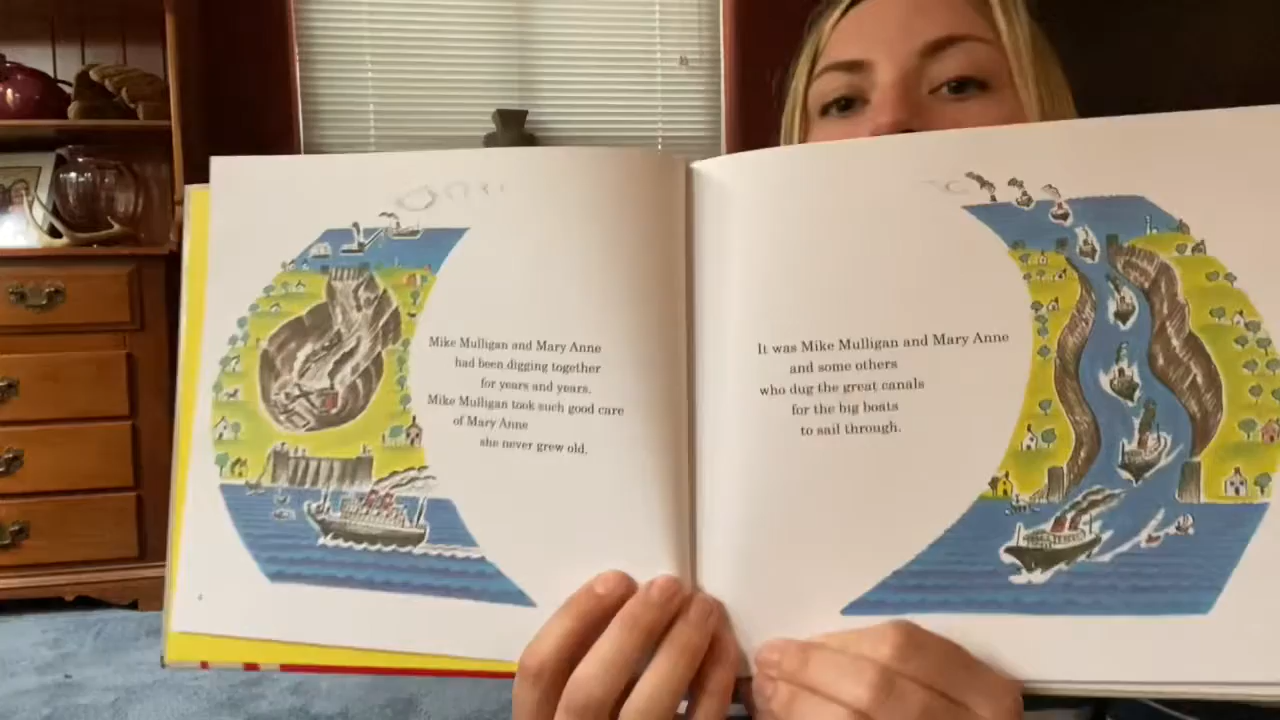 Mike Mulligan and Mary Anne
had been digging together
for years and years.
Mike Mulligan took such good care
of Mary Anne
she never grew old.
It was Mike Mulligan and Mary Anne
and some others
who dug the great canals
for the big boats
to sail through.